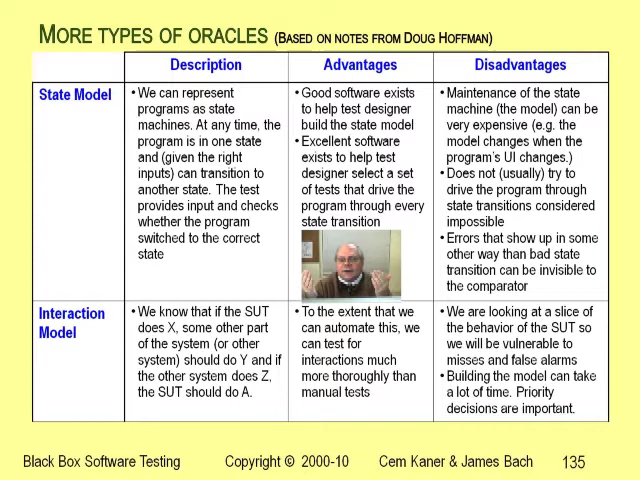 MORE TYPES OF ORACLES (BASED ON NOTES FROM DOUG HOFFMAN)
Description
Advantages
Disadvantages
State Model
• We can represent
programs as state
machines. At any time, the
program is in one state
and (given the right
inputs) can transition to
another state. The test
provides input and checks
whether the program
switched to the correct
state
• Good software exists
to help test designer
build the state model
• Excellent software
exists to help test
designer select a set
of tests that drive the
program through every
state transition
• Maintenance of the state
machine (the model) can be
very expensive (e.g. the
model changes when the
program's UI changes.)
• Does not (usually) try to
drive the program through
state transitions considered
impossible
• Errors that show up in some
other way than bad state
transition can be invisible to
the comparator
Interaction
Model
• We know that if the SUT
does X, some other part
of the system (or other
system) should do Y and if
the other system does Z,
the SUT should do A.
• To the extent that we
can automate this, we
can test for
interactions much
more thoroughly than
manual tests
• We are looking at a slice of
the behavior of the SUT so
we will be vulnerable to
misses and false alarms
• Building the model can take
a lot of time. Priority
decisions are important.
Black Box Software Testing Copyright © 2000-10 Cem Kaner & James Bach 135